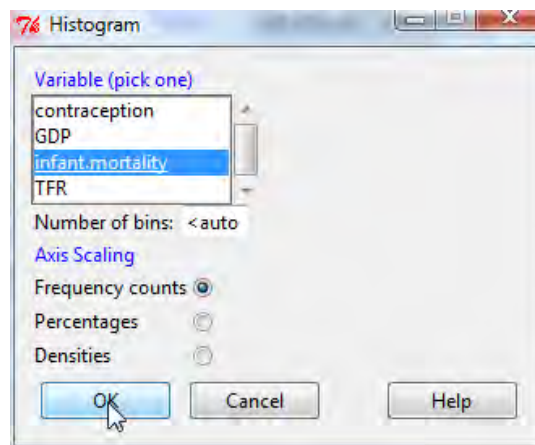 Histogram
Variable (pick one)
contraception
GDP
infant.mortality
TFR
Number of bins: <auto
Axis Scaling
Frequency counts
Percentages
Densities
OK Cancel Help